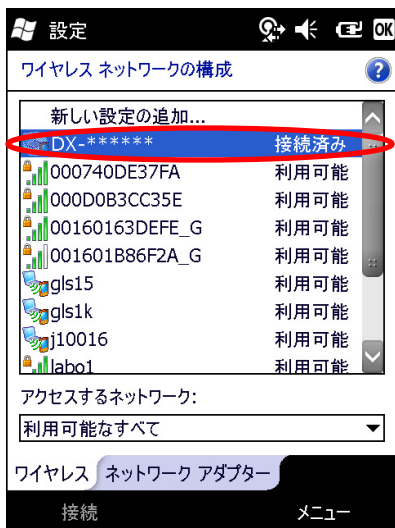 設定
OK
ワイヤレス ネットワークの構成
?
新しい設定の追加...
DX-****** 接続済み
000740DE37FA 利用可能
000D0B3CC35E 利用可能
00160163DEFE_G 利用可能
001601B86F2A_G 利用可能
gls15 利用可能
gls1k 利用可能
j10016 利用可能
labo1 利用可能
アクセスするネットワーク:
利用可能なすべて
ワイヤレス ネットワーク アダプター
接続 メニュー